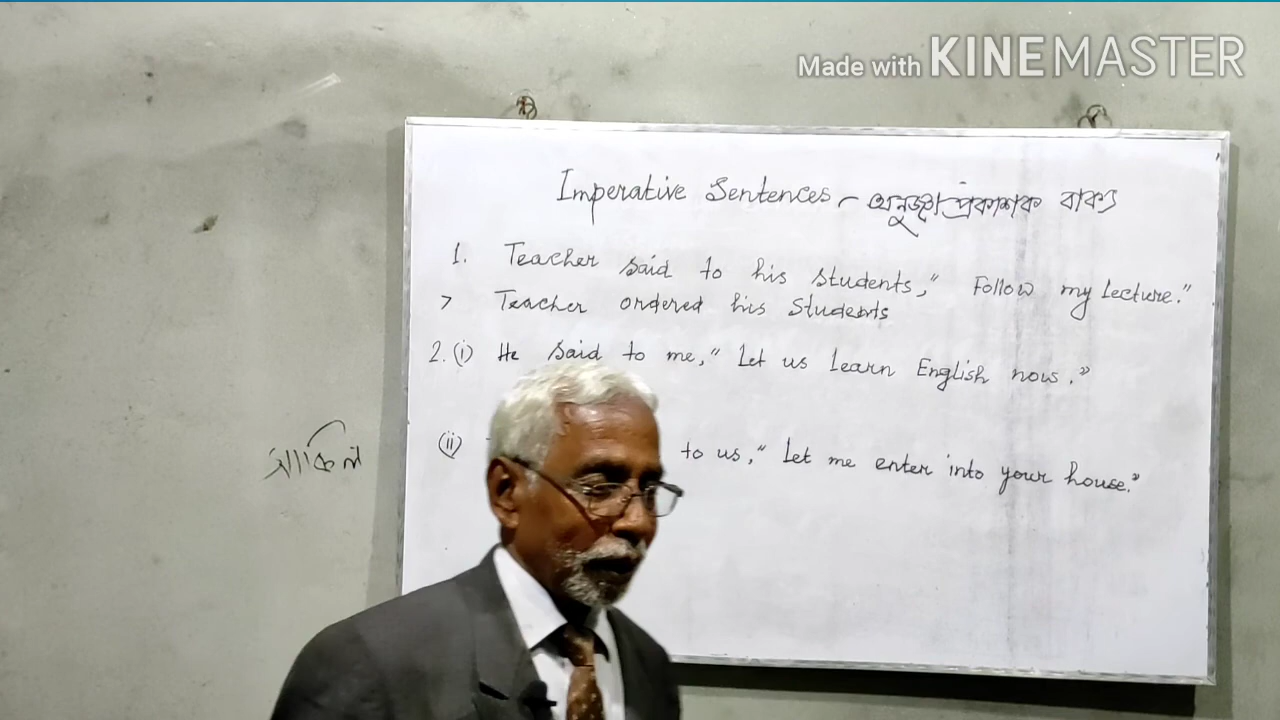 Made with KINEMASTER
Imperative Sentences - অনুজ্ঞা প্রকাশক বাক্য
1. Teacher said to his students," Follow my Lecture."
> Teacher ordered his Students
2. (i) He said to me," Let us learn English now."
(ii) to us," Let me enter into your house."